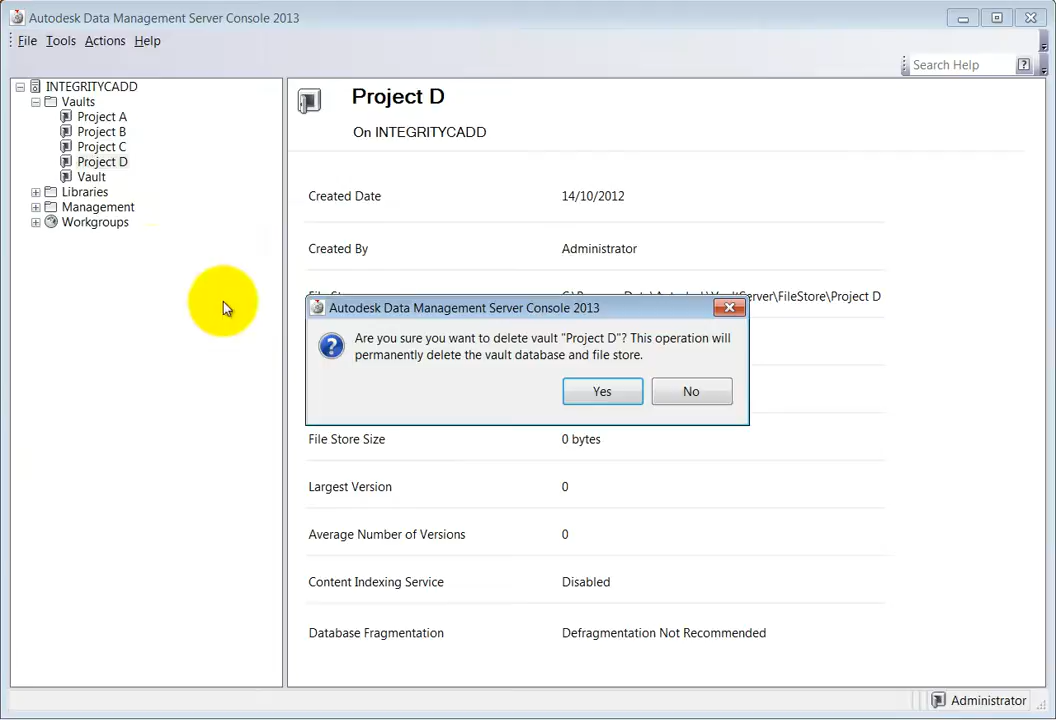 Autodesk Data Management Server Console 2013
File Tools Actions Help
Search Help
INTEGRITYCADD
Vaults
Project A
Project B
Project C
Project D
Vault
Libraries
Management
Workgroups
Project D
On INTEGRITYCADD
Created Date 14/10/2012
Created By Administrator
Server\FileStore\Project D
Autodesk Data Management Server Console 2013
Are you sure you want to delete vault "Project D"? This operation will
permanently delete the vault database and file store.
Yes No
File Store Size 0 bytes
Largest Version 0
Average Number of Versions 0
Content Indexing Service Disabled
Database Fragmentation Defragmentation Not Recommended
Administrator